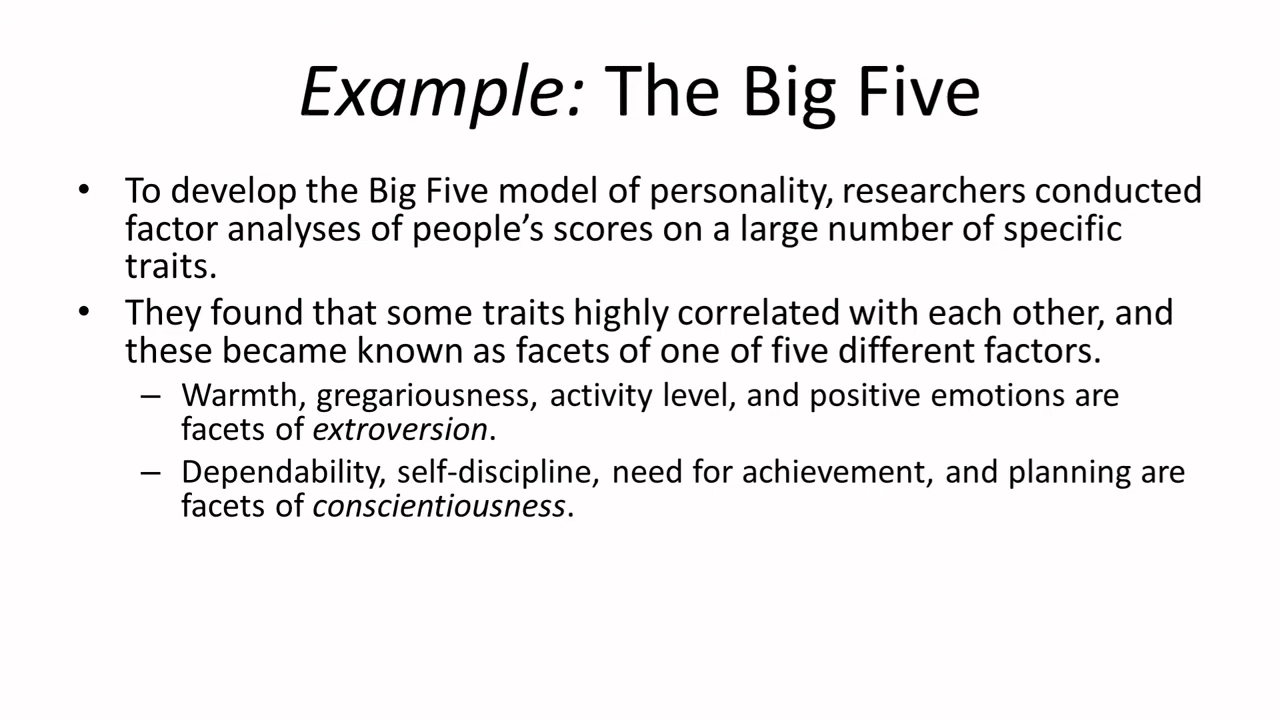 Example: The Big Five
• To develop the Big Five model of personality, researchers conducted
factor analyses of people’s scores on a large number of specific
traits.
• They found that some traits highly correlated with each other, and
these became known as facets of one of five different factors.
– Warmth, gregariousness, activity level, and positive emotions are
facets of extroversion.
– Dependability, self-discipline, need for achievement, and planning are
facets of conscientiousness.